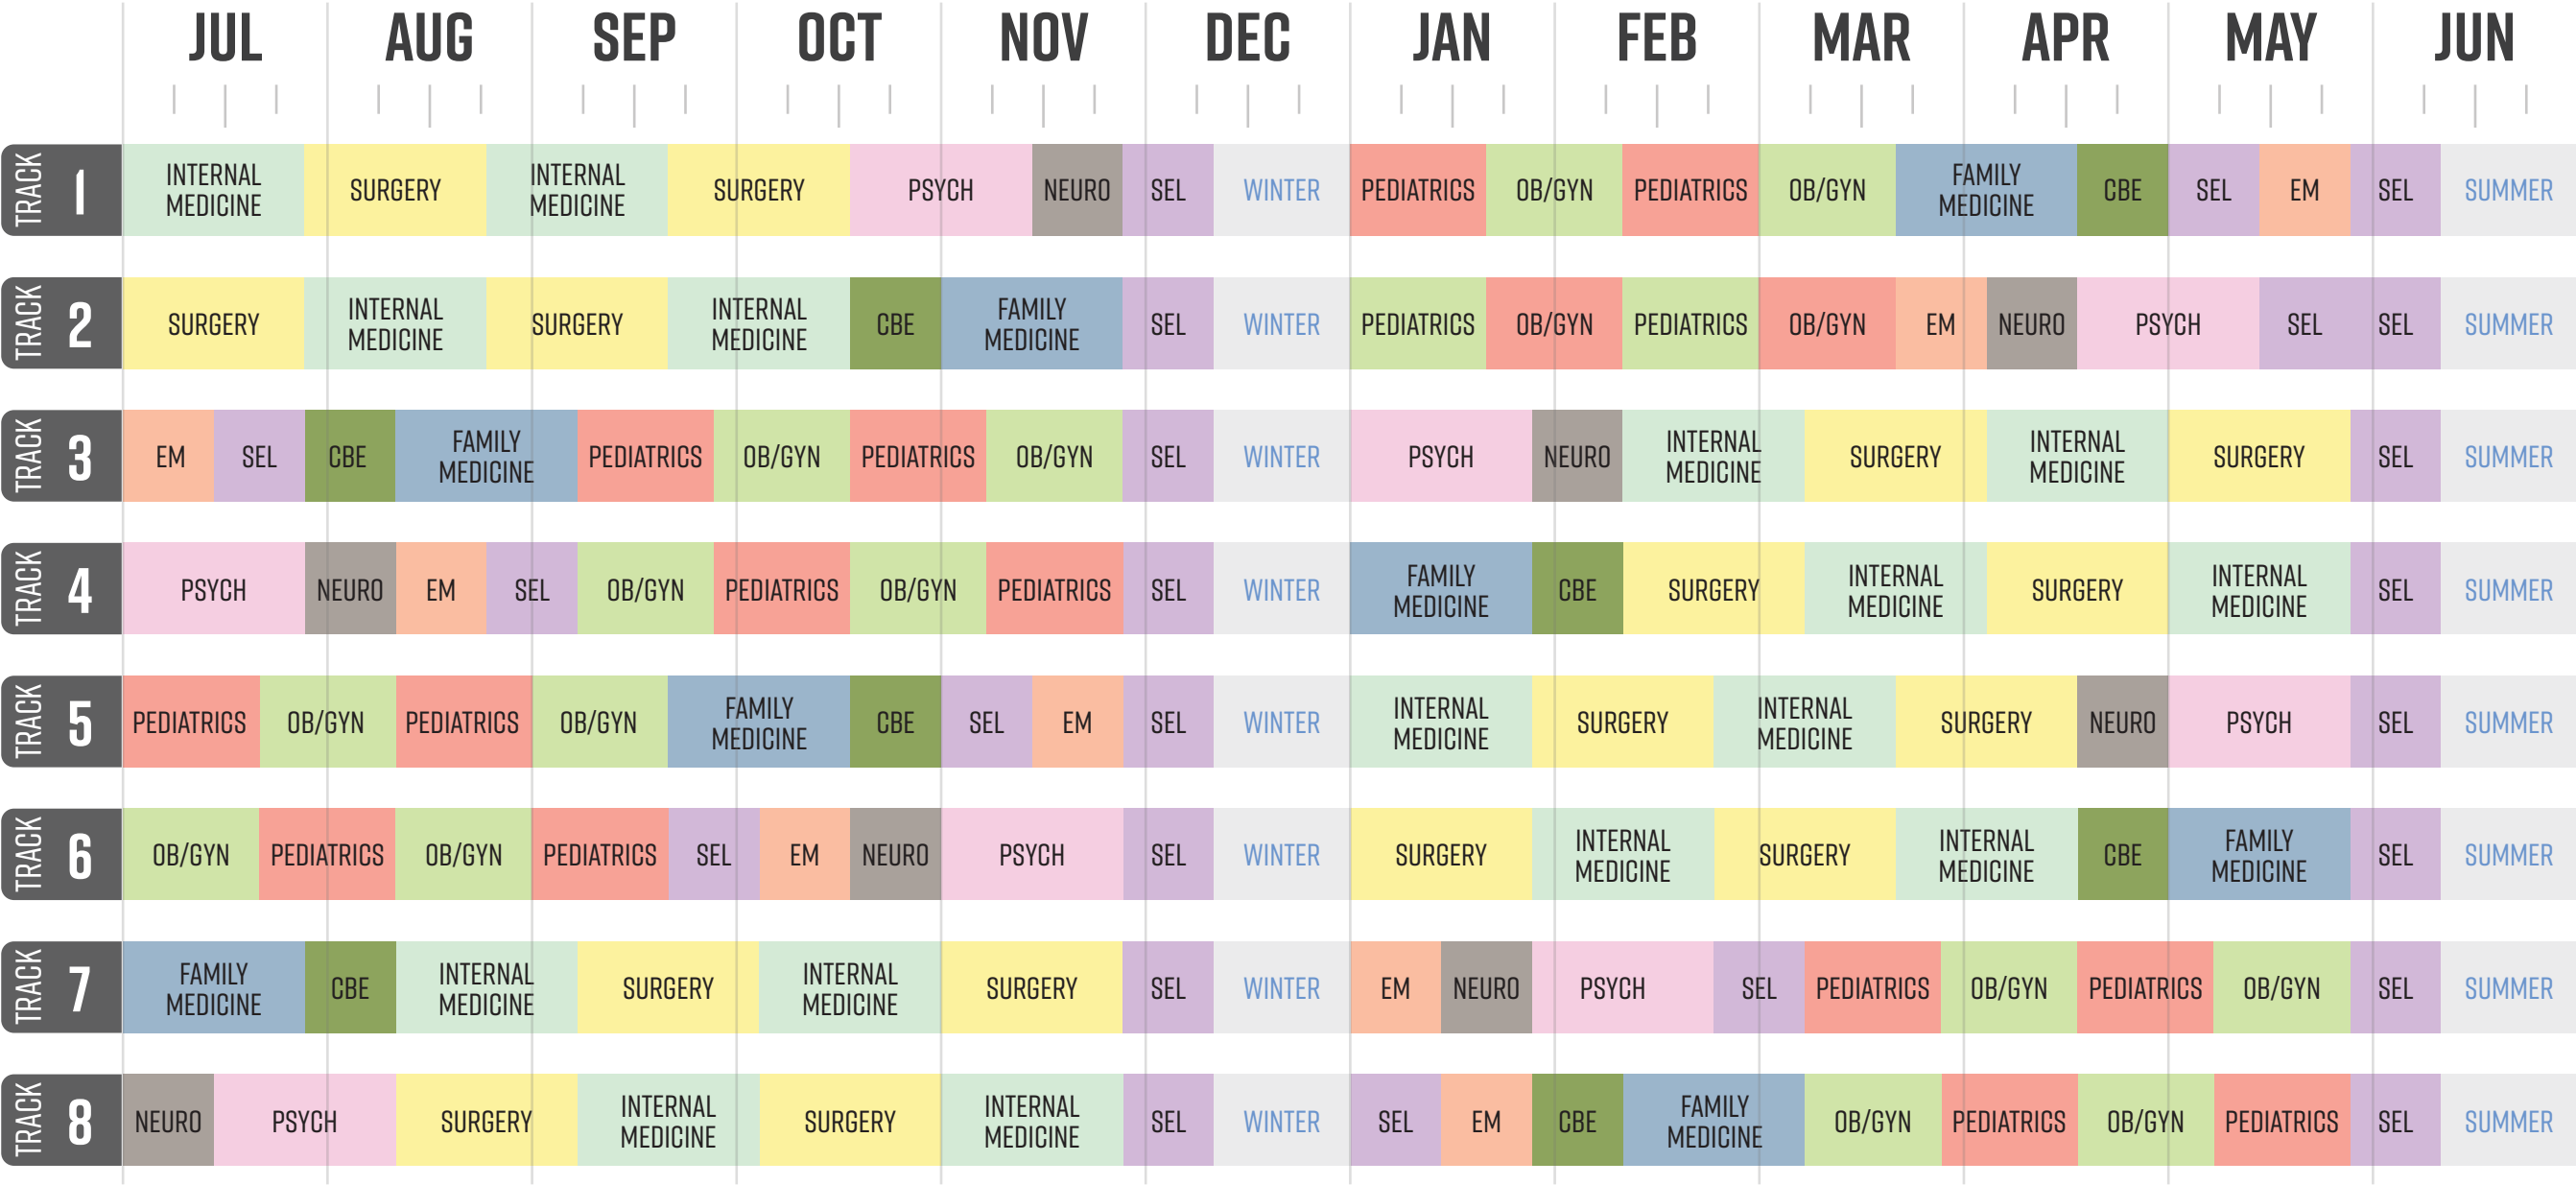 JUL AUG SEP OCT NOV DEC JAN FEB MAR APR MAY JUN
TRACK 1 INTERNAL MEDICINE SURGERY INTERNAL MEDICINE SURGERY PSYCH NEURO SEL WINTER PEDIATRICS OB/GYN PEDIATRICS OB/GYN FAMILY MEDICINE CBE SEL EM SEL SUMMER
TRACK 2 SURGERY INTERNAL MEDICINE SURGERY INTERNAL MEDICINE CBE FAMILY MEDICINE SEL WINTER PEDIATRICS OB/GYN PEDIATRICS OB/GYN EM NEURO PSYCH SEL SEL SUMMER
TRACK 3 EM SEL CBE FAMILY MEDICINE PEDIATRICS OB/GYN PEDIATRICS OB/GYN SEL WINTER PSYCH NEURO INTERNAL MEDICINE SURGERY INTERNAL MEDICINE SURGERY SEL SUMMER
TRACK 4 PSYCH NEURO EM SEL OB/GYN PEDIATRICS OB/GYN PEDIATRICS SEL WINTER FAMILY MEDICINE CBE SURGERY INTERNAL MEDICINE SURGERY INTERNAL MEDICINE SEL SUMMER
TRACK 5 PEDIATRICS OB/GYN PEDIATRICS OB/GYN FAMILY MEDICINE CBE SEL EM SEL WINTER INTERNAL MEDICINE SURGERY INTERNAL MEDICINE SURGERY NEURO PSYCH SEL SUMMER
TRACK 6 OB/GYN PEDIATRICS OB/GYN PEDIATRICS SEL EM NEURO PSYCH SEL WINTER SURGERY INTERNAL MEDICINE SURGERY INTERNAL MEDICINE CBE FAMILY MEDICINE SEL SUMMER
TRACK 7 FAMILY MEDICINE CBE INTERNAL MEDICINE SURGERY INTERNAL MEDICINE SURGERY SEL WINTER EM NEURO PSYCH SEL PEDIATRICS OB/GYN PEDIATRICS OB/GYN SEL SUMMER
TRACK 8 NEURO PSYCH SURGERY INTERNAL MEDICINE SURGERY INTERNAL MEDICINE SEL WINTER SEL EM CBE FAMILY MEDICINE OB/GYN PEDIATRICS OB/GYN PEDIATRICS SEL SUMMER